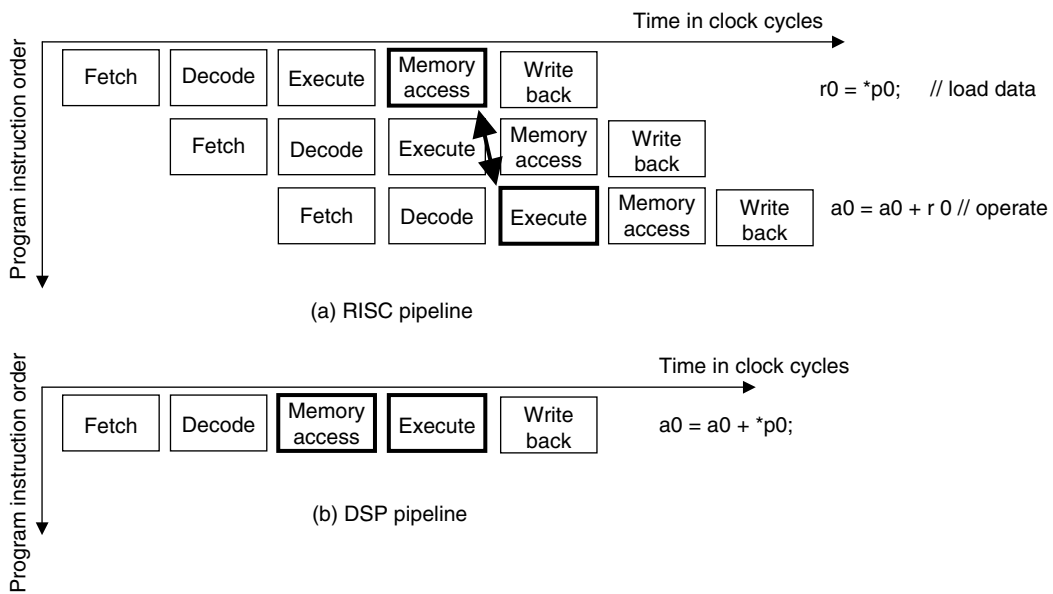 Time in clock cycles
Program instruction order
Fetch
Decode
Execute
Memory
access
Write
back
r0 = *p0; // load data
Fetch
Decode
Execute
Memory
access
Write
back
Fetch
Decode
Execute
Memory
access
Write
back
a0 = a0 + r 0 // operate
(a) RISC pipeline
Time in clock cycles
Program instruction order
Fetch
Decode
Memory
access
Execute
Write
back
a0 = a0 + *p0;
(b) DSP pipeline